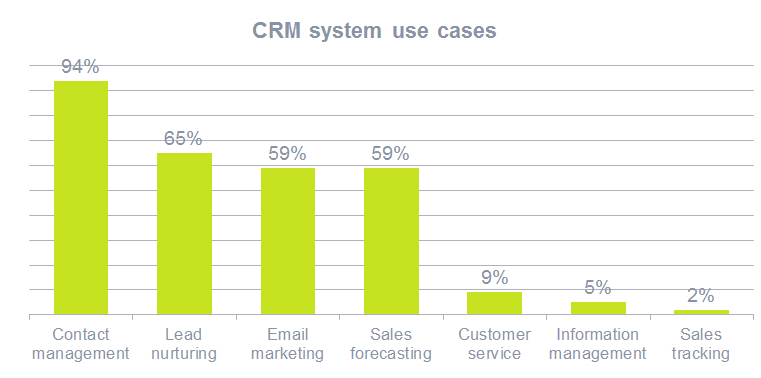 CRM system use cases
94%
65%
59%
59%
9%
5%
2%
Contact
management
Lead
nurturing
Email
marketing
Sales
forecasting
Customer
service
Information
management
Sales
tracking